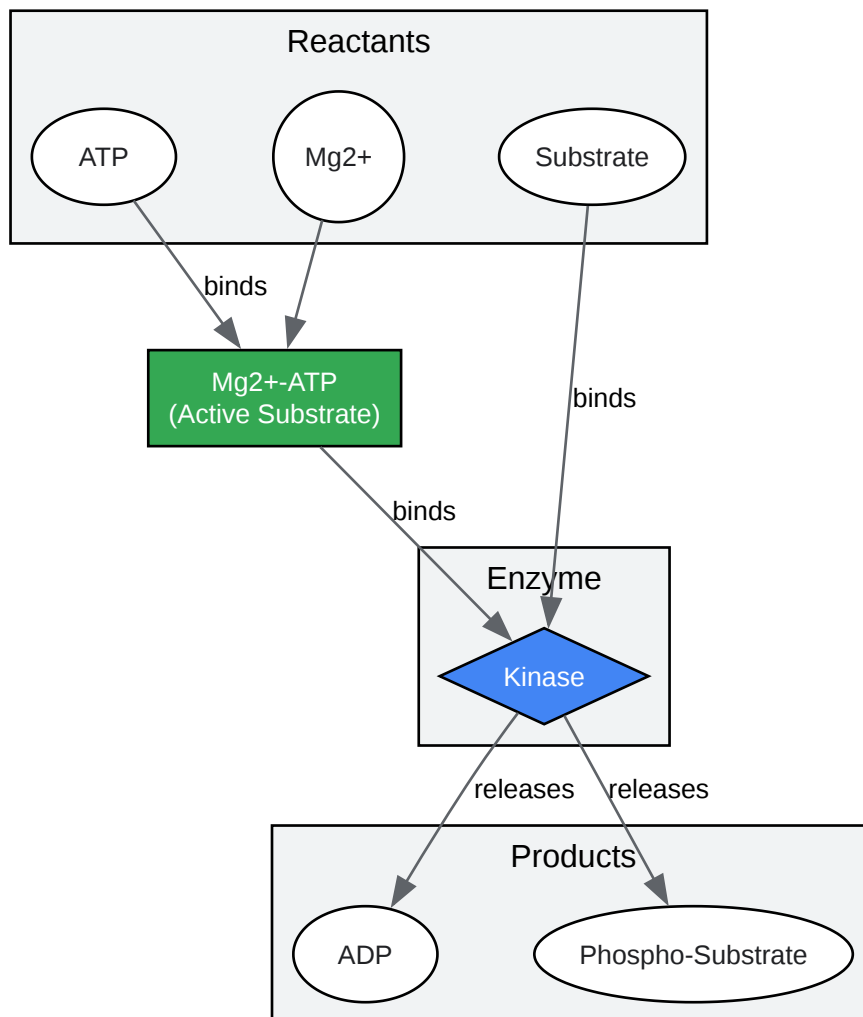 Reactants
ATP
Mg2+
Substrate
binds
Mg2+-ATP
(Active Substrate)
binds
binds
Enzyme
Kinase
releases
releases
Products
ADP
Phospho-Substrate